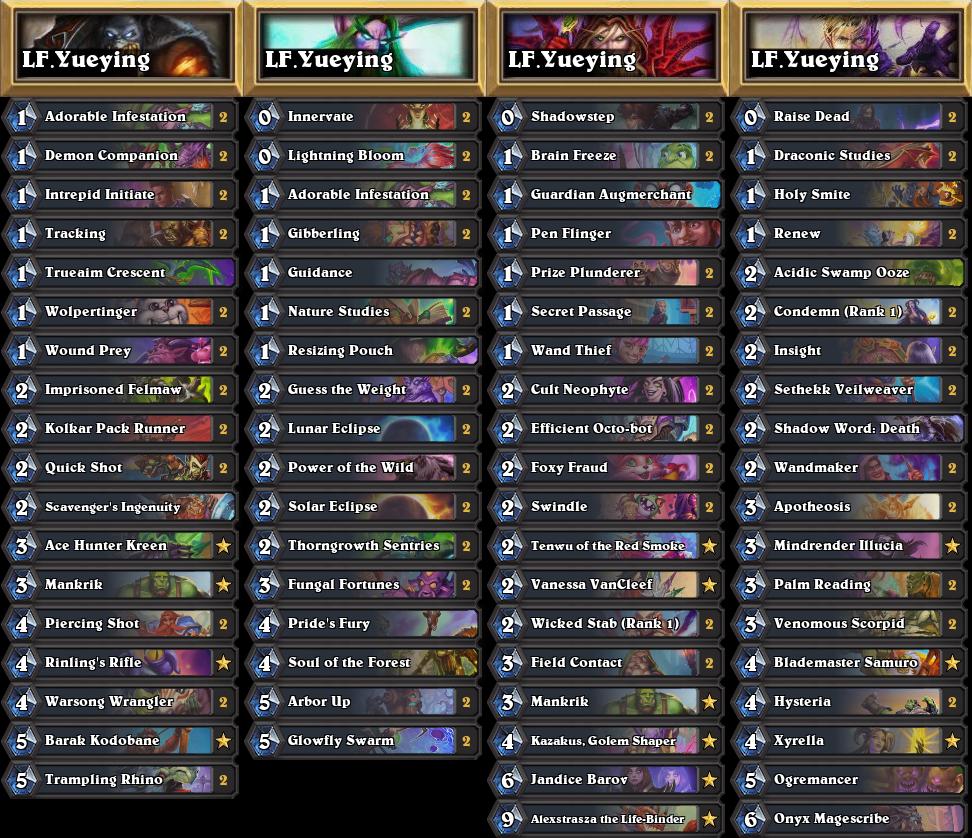 LF.Yueying
1 Adorable Infestation 2
1 Demon Companion 2
1 Intrepid Initiate 2
1 Tracking 2
1 Trueaim Crescent
1 Wolpertinger 2
1 Wound Prey 2
2 Imprisoned Felmaw 2
2 Kolkar Pack Runner 2
2 Quick Shot 2
2 Scavenger's Ingenuity
3 Ace Hunter Kreen
3 Mankrik
4 Piercing Shot 2
4 Rinling's Rifle
4 Warsong Wrangler 2
5 Barak Kodobane
5 Trampling Rhino 2
LF.Yueying
0 Innervate 2
0 Lightning Bloom 2
1 Adorable Infestation 2
1 Gibberling 2
1 Guidance
1 Nature Studies 2
1 Resizing Pouch
2 Guess the Weight 2
2 Lunar Eclipse 2
2 Power of the Wild 2
2 Solar Eclipse 2
2 Thorngrowth Sentries 2
3 Fungal Fortunes 2
4 Pride's Fury
4 Soul of the Forest
5 Arbor Up 2
5 Glowfly Swarm 2
LF.Yueying
0 Shadowstep 2
1 Brain Freeze 2
1 Guardian Augmerchant
1 Pen Flinger
1 Prize Plunderer 2
1 Secret Passage 2
1 Wand Thief 2
2 Cult Neophyte 2
2 Efficient Octo-bot 2
2 Foxy Fraud 2
2 Swindle 2
2 Tenwu of the Red Smoke
2 Vanessa VanCleef
2 Wicked Stab (Rank 1) 2
3 Field Contact 2
3 Mankrik
4 Kazakus, Golem Shaper
6 Jandice Barov
9 Alexstrasza the Life-Binder
LF.Yueying
0 Raise Dead 2
1 Draconic Studies 2
1 Holy Smite
1 Renew 2
2 Acidic Swamp Ooze
2 Condemn (Rank 1) 2
2 Insight 2
2 Sethekk Veilweaver 2
2 Shadow Word: Death
2 Wandmaker 2
3 Apotheosis 2
3 Mindrender Illucia
3 Palm Reading 2
3 Venomous Scorpid 2
4 Blademaster Samuro
4 Hysteria 2
4 Xyrella
5 Ogremancer
6 Onyx Magescribe